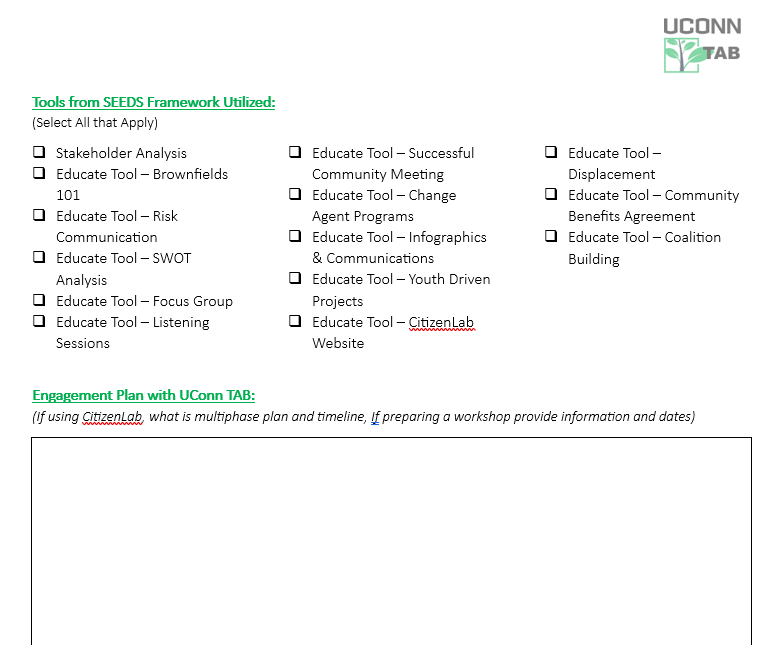 UCONN
TAB
Tools from SEEDS Framework Utilized:
(Select All that Apply)
Stakeholder Analysis
Educate Tool – Brownfields
101
Educate Tool – Risk
Communication
Educate Tool – SWOT
Analysis
Educate Tool – Focus Group
Educate Tool – Listening
Sessions
Educate Tool – Successful
Community Meeting
Educate Tool – Change
Agent Programs
Educate Tool – Infographics
& Communications
Educate Tool – Youth Driven
Projects
Educate Tool – CitizenLab
Website
Educate Tool –
Displacement
Educate Tool – Community
Benefits Agreement
Educate Tool – Coalition
Building
Engagement Plan with UConn TAB:
(If using CitizenLab, what is multiphase plan and timeline, If preparing a workshop provide information and dates)